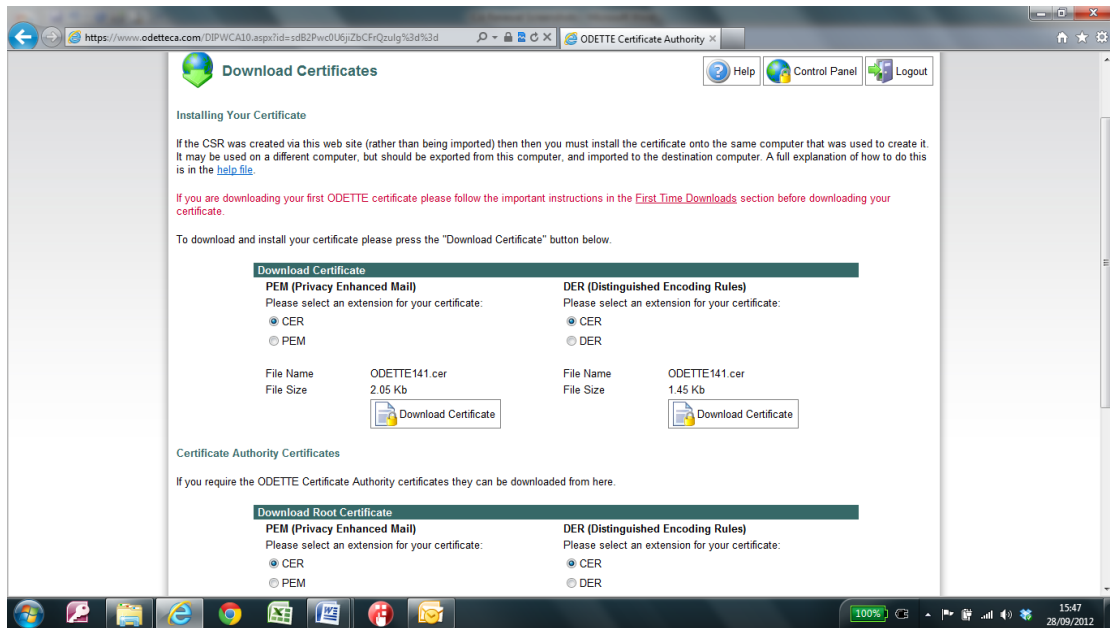 https://www.odetteca.com/DIPWCA10.aspx?id=sdB2Pwc0U6jiZbCFrQzuIg%3d%3d
ODETTE Certificate Authority
Download Certificates
Help
Control Panel
Logout
Installing Your Certificate
If the CSR was created via this web site (rather than being imported) then then you must install the certificate onto the same computer that was used to create it.
It may be used on a different computer, but should be exported from this computer, and imported to the destination computer. A full explanation of how to do this
is in the help file.
If you are downloading your first ODETTE certificate please follow the important instructions in the First Time Downloads section before downloading your
certificate.
To download and install your certificate please press the "Download Certificate" button below.
Download Certificate
PEM (Privacy Enhanced Mail) DER (Distinguished Encoding Rules)
Please select an extension for your certificate: Please select an extension for your certificate:
CER CER
PEM DER
File Name ODETTE141.cer File Name ODETTE141.cer
File Size 2.05 Kb File Size 1.45 Kb
Download Certificate Download Certificate
Certificate Authority Certificates
If you require the ODETTE Certificate Authority certificates they can be downloaded from here.
Download Root Certificate
PEM (Privacy Enhanced Mail) DER (Distinguished Encoding Rules)
Please select an extension for your certificate: Please select an extension for your certificate:
CER CER
PEM DER
100%
15:47
28/09/2012